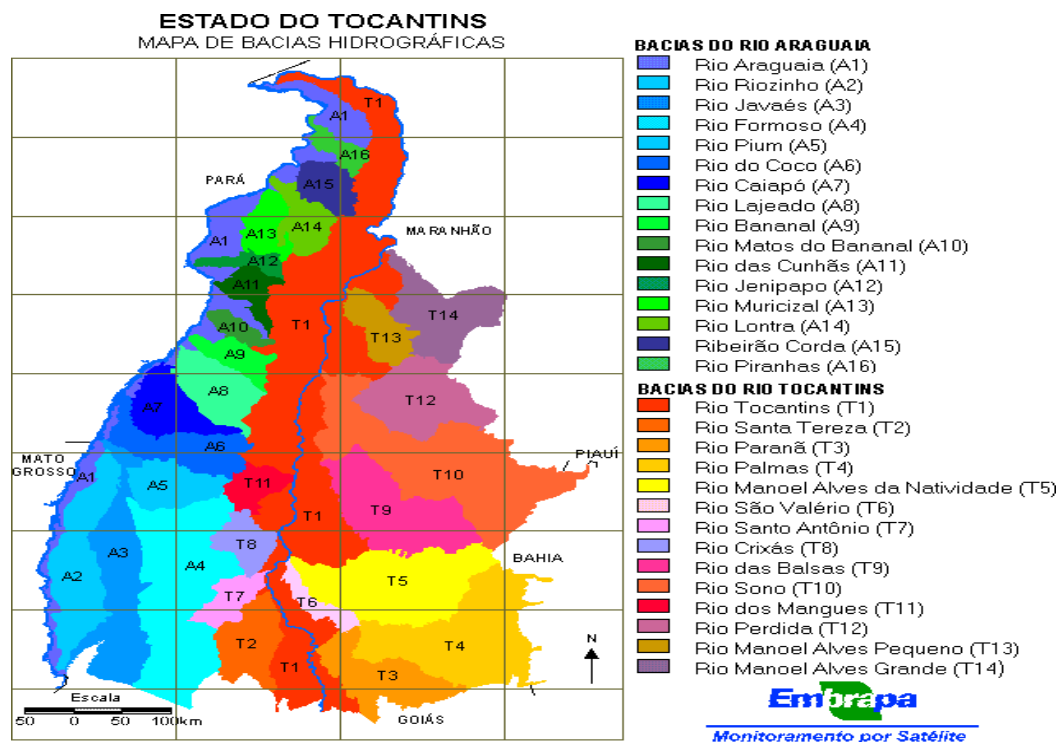 ESTADO DO TOCANTINS
MAPA DE BACIAS HIDROGRÁFICAS
T1
A1
A16
A15
PARÁ
A14
A13
A1
MARANHÃO
A12
A11
T14
A10
T1
T13
A9
A8
T12
A7
A6
MATO
GROSSO
PIAUÍ
A1
A5
T11
T10
T9
T1
A3
T8
BAHIA
A4
A2
T5
T7
T6
T2
T4
N
T1
T3
Escala
50 0 50 100km
GOIÁS
BACIAS DO RIO ARAGUAIA
Rio Araguaia (A1)
Rio Riozinho (A2)
Rio Javaés (A3)
Rio Formoso (A4)
Rio Pium (A5)
Rio do Coco (A6)
Rio Caiapó (A7)
Rio Lajeado (A8)
Rio Bananal (A9)
Rio Matos do Bananal (A10)
Rio das Cunhãs (A11)
Rio Jenipapo (A12)
Rio Muricizal (A13)
Rio Lontra (A14)
Ribeirão Corda (A15)
Rio Piranhas (A16)
BACIAS DO RIO TOCANTINS
Rio Tocantins (T1)
Rio Santa Tereza (T2)
Rio Paranã (T3)
Rio Palmas (T4)
Rio Manoel Alves da Natividade (T5)
Rio São Valério (T6)
Rio Santo Antônio (T7)
Rio Crixás (T8)
Rio das Balsas (T9)
Rio Sono (T10)
Rio dos Mangues (T11)
Rio Perdida (T12)
Rio Manoel Alves Pequeno (T13)
Rio Manoel Alves Grande (T14)
Embrapa
Monitoramento por Satélite